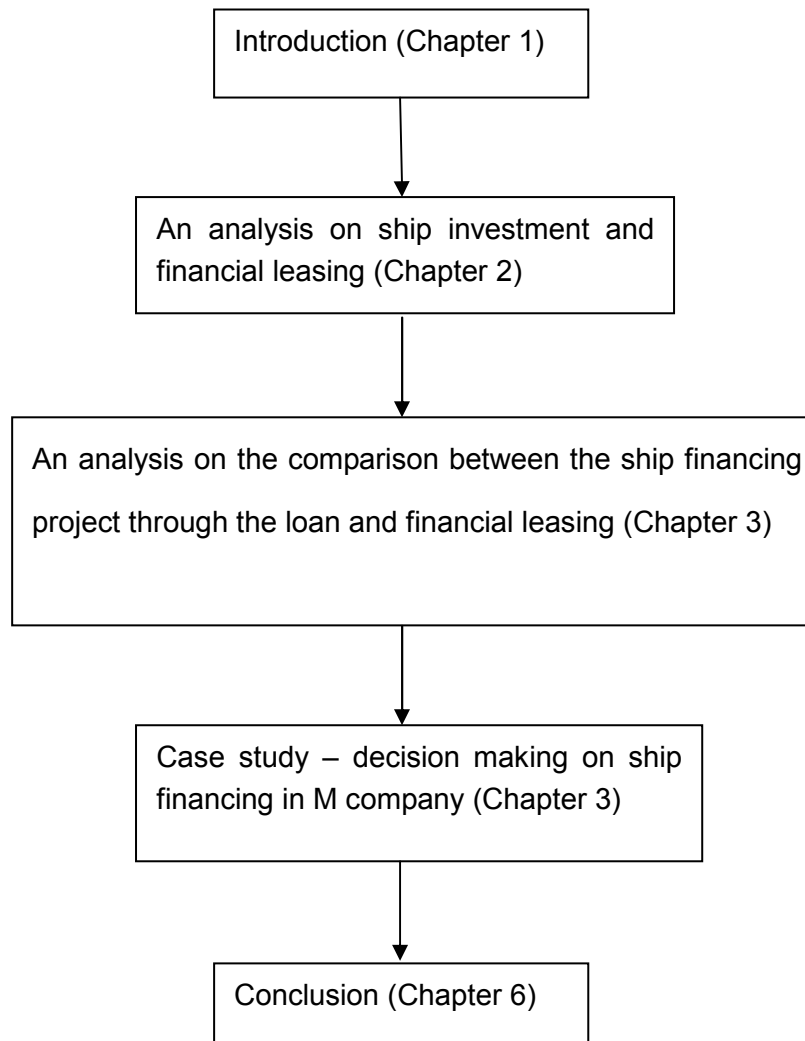 Introduction (Chapter 1)
An analysis on ship investment and
financial leasing (Chapter 2)
An analysis on the comparison between the ship financing
project through the loan and financial leasing (Chapter 3)
Case study – decision making on ship
financing in M company (Chapter 3)
Conclusion (Chapter 6)